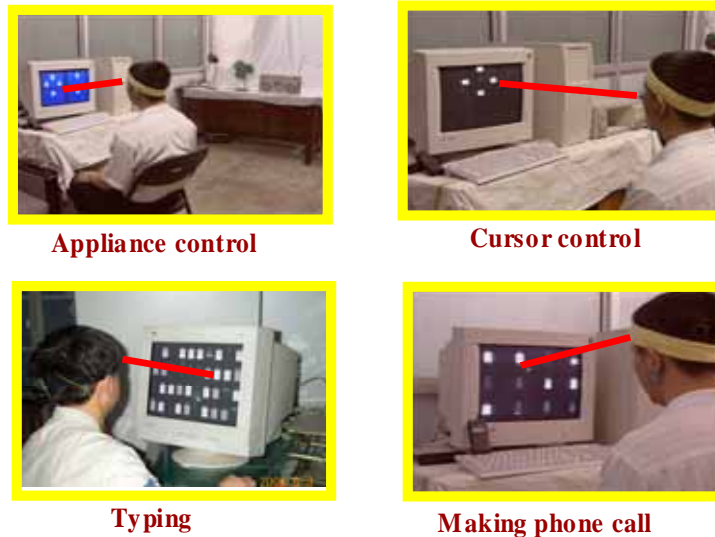 Appliance control
Cursor control
Typing
Making phone call